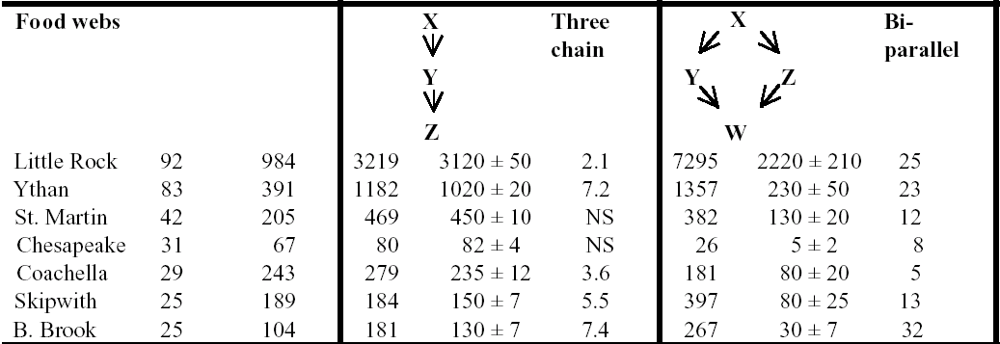 Food webs X Three
chain X Bi-
parallel
Y Y Z
Z W
Little Rock 92 984 3219 3120 ± 50 2.1 7295 2220 ± 210 25
Ythan 83 391 1182 1020 ± 20 7.2 1357 230 ± 50 23
St. Martin 42 205 469 450 ± 10 NS 382 130 ± 20 12
Chesapeake 31 67 80 82 ± 4 NS 26 5 ± 2 8
Coachella 29 243 279 235 ± 12 3.6 181 80 ± 20 5
Skipwith 25 189 184 150 ± 7 5.5 397 80 ± 25 13
B. Brook 25 104 181 130 ± 7 7.4 267 30 ± 7 32